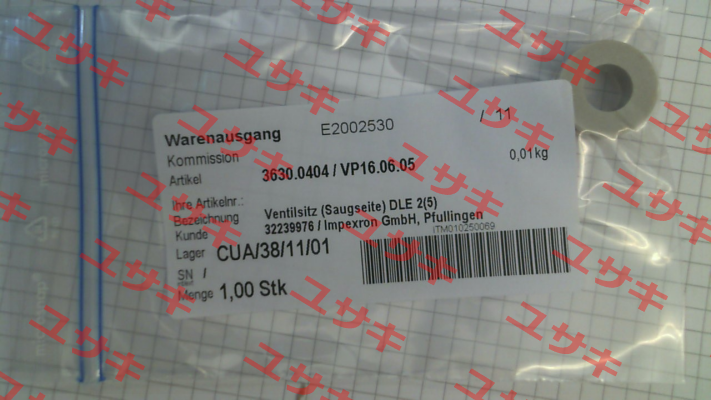 Warenausgang E2002530 / 11
Kommission
Artikel 3630.0404 / VP16.06.05 0,01kg
Ihre Artikelnr.:
Bezeichnung Ventilsitz (Saugseite) DLE 2(5)
Kunde 32239976 / Impexron GmbH, Pfullingen
ITM010250069
Lager CUA/38/11/01
SN /
Menge 1,00 Stk
ユサキ